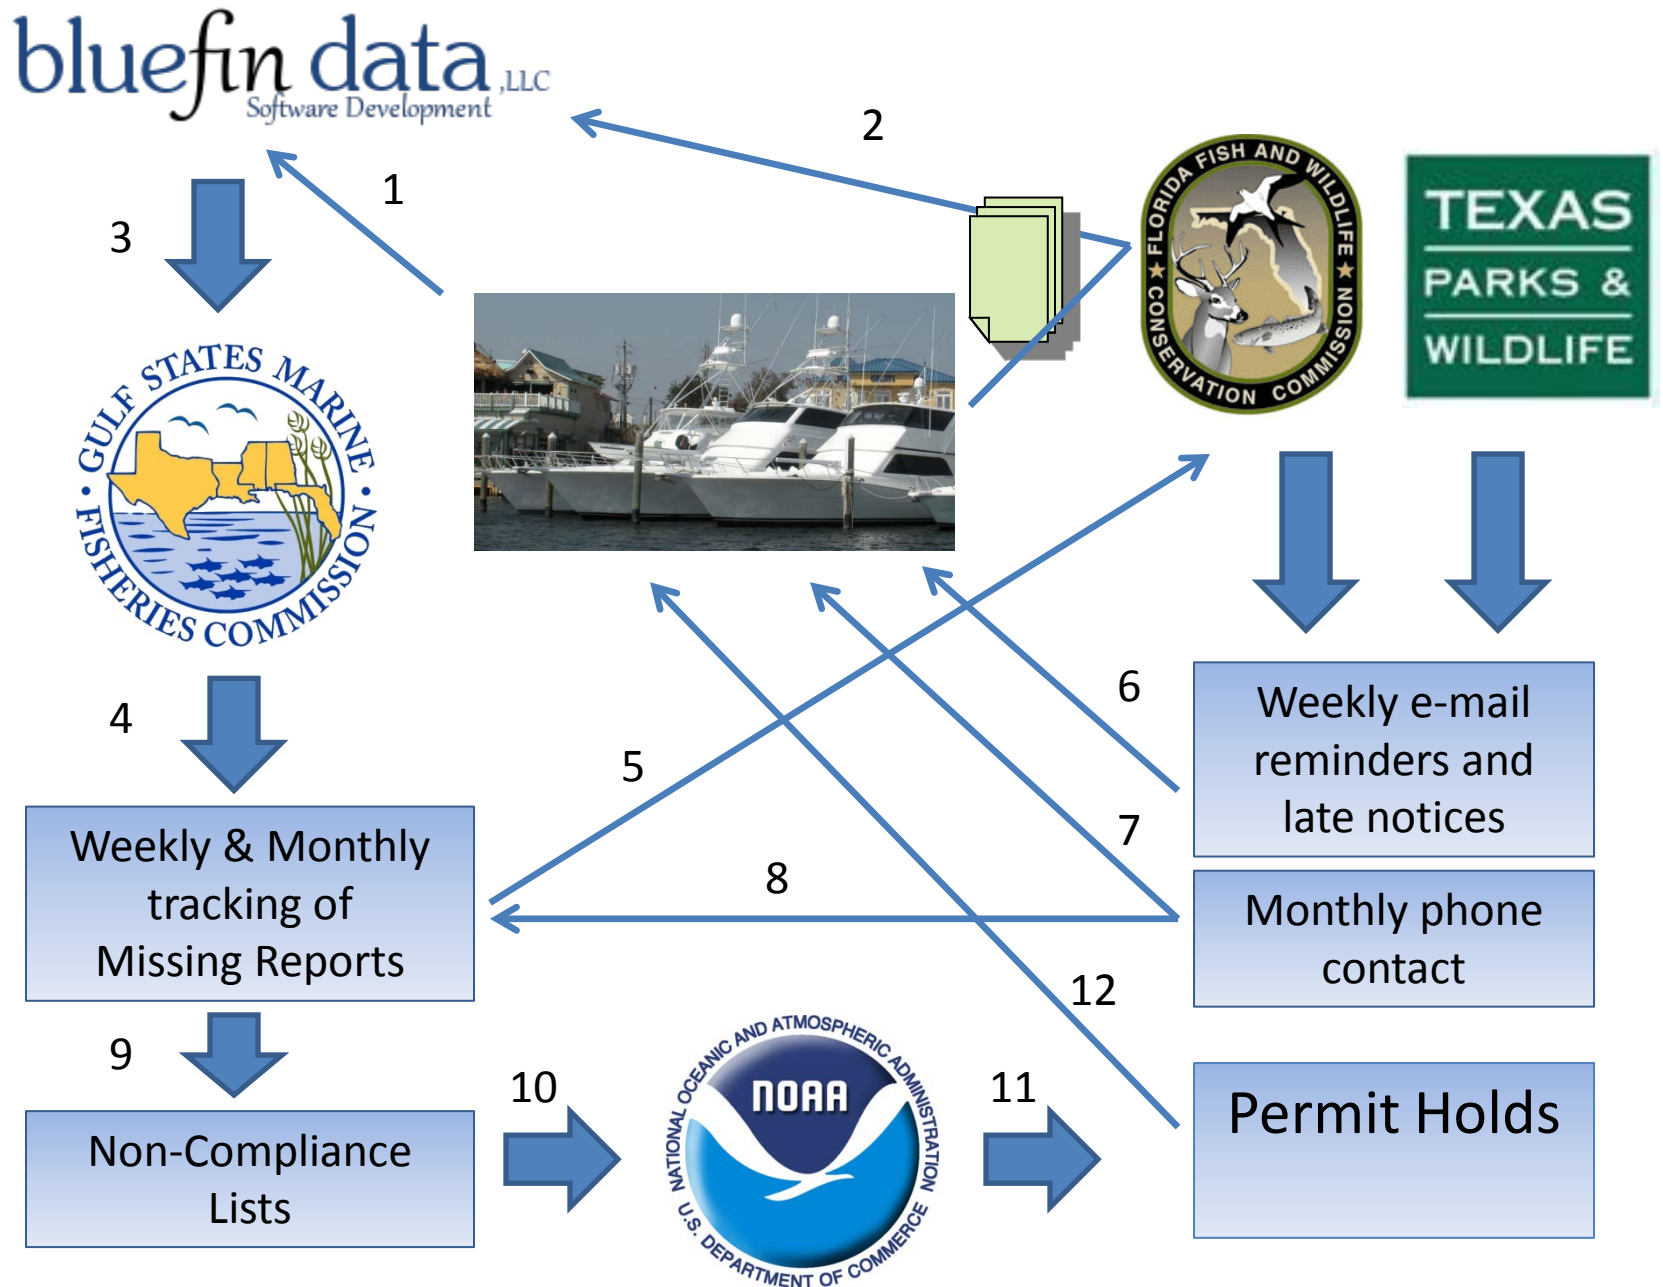 bluefin data, LLC
Software Development
2
1
3
FLORIDA FISH AND WILDLIFE
CONSERVATION COMMISSION
TEXAS
PARKS &
WILDLIFE
GULF STATES MARINE
FISHERIES COMMISSION
4
5
6
Weekly e-mail
reminders and
late notices
7
8
Weekly & Monthly
tracking of
Missing Reports
Monthly phone
contact
12
9
10
NATIONAL OCEANIC AND ATMOSPHERIC ADMINISTRATION
NOAA
U.S. DEPARTMENT OF COMMERCE
11
Non-Compliance
Lists
Permit Holds